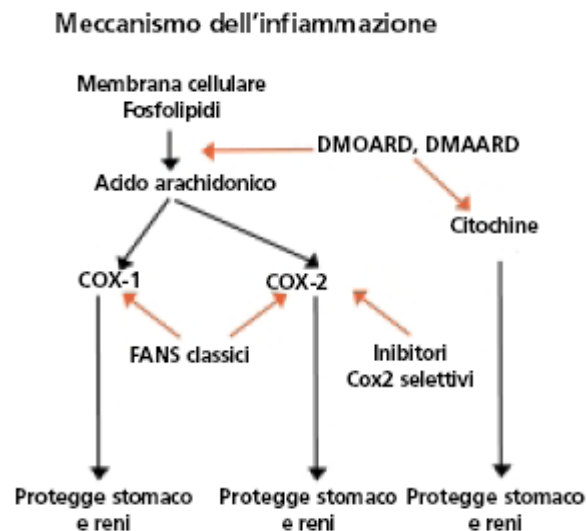 Meccanismo dell'infiammazione
Membrana cellulare
Fosfolipidi
DMOARD, DMAARD
Acido arachidonico
Citochine
COX-1
COX-2
FANS classici
Inibitori
Cox2 selettivi
Protegge stomaco
e reni
Protegge stomaco
e reni
Protegge stomaco
e reni